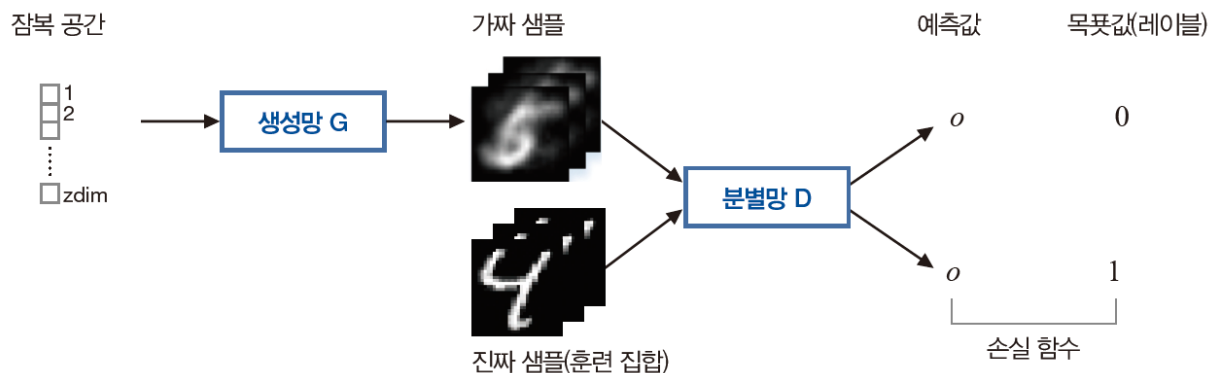 잠복 공간
가짜 샘플
예측값
목푯값(레이블)
1
2
zdim
생성망 G
분별망 D
o
0
o
1
손실 함수
진짜 샘플(훈련 집합)